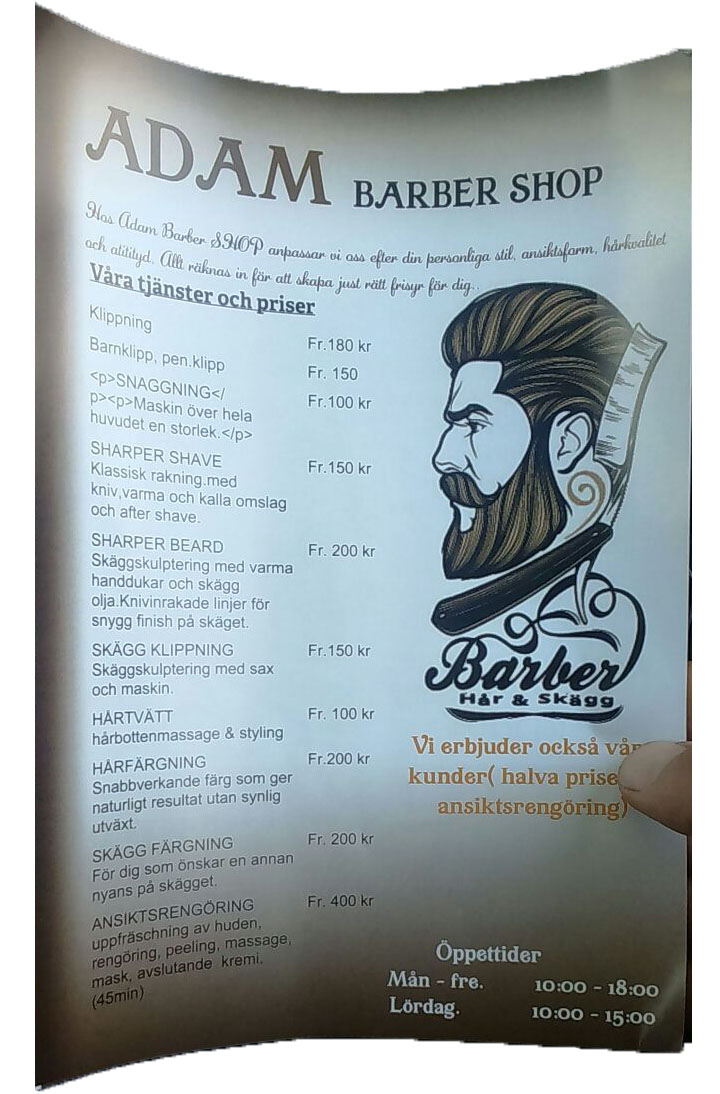 ADAM BARBER SHOP
Hos Adam Barber SHOP anpassar vi oss efter din personliga stil, ansiktsform, hårkvalitet
och atitityd. Allt räknas in för att skapa just rätt frisyr för dig..
Våra tjänster och priser
Klippning Fr.180 kr
Barnklipp, pen.klipp Fr. 150
<p>SNAGGNING</ Fr.100 kr
p><p>Maskin över hela
huvudet en storlek.</p>
SHARPER SHAVE Fr.150 kr
Klassisk rakning.med
kniv,varma och kalla omslag
och after shave.
SHARPER BEARD Fr. 200 kr
Skäggskulptering med varma
handdukar och skägg
olja.Knivinrakade linjer för
snygg finish på skäget.
SKÄGG KLIPPNING Fr.150 kr
Skäggskulptering med sax
och maskin.
HÅRTVÄTT Fr. 100 kr
hårbottenmassage & styling
HÅRFÄRGNING Fr.200 kr
Snabbverkande färg som ger
naturligt resultat utan synlig
utväxt.
SKÄGG FÄRGNING Fr. 200 kr
För dig som önskar en annan
nyans på skägget.
ANSIKTSRENGÖRING Fr. 400 kr
uppfräschning av huden,
rengöring, peeling, massage,
mask, avslutande kremi.
(45min)
Barber
Hår & Skägg
Vi erbjuder också
kunder( halva
ansiktsrengöring)
Öppettider
Mån - fre. 10:00 - 18:00
Lördag. 10:00 - 15:00